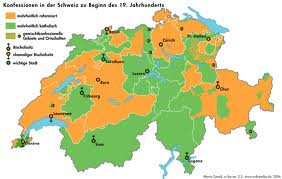 Konfessionen in der Schweiz zu Beginn des 19. Jahrhunderts
mehrheitlich reformiert
mehrheitlich katholisch
gemischtkonfessionelle
Gebiete und Ortschaften
Bischofssitz
ehemaliger Bischofssitz
wichtige Stadt
Basel
Zürich
St. Gallen
Solothurn
Luzern
Bern
Fribourg
Chur
Lausanne
Genève
Sion
Lugano